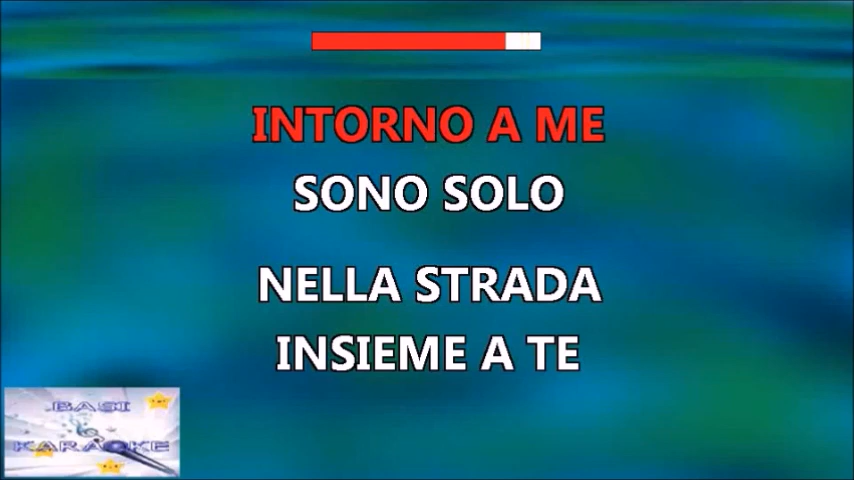 INTORNO A ME
SONO SOLO
NELLA STRADA
INSIEME A TE
BASI
KARAOKE